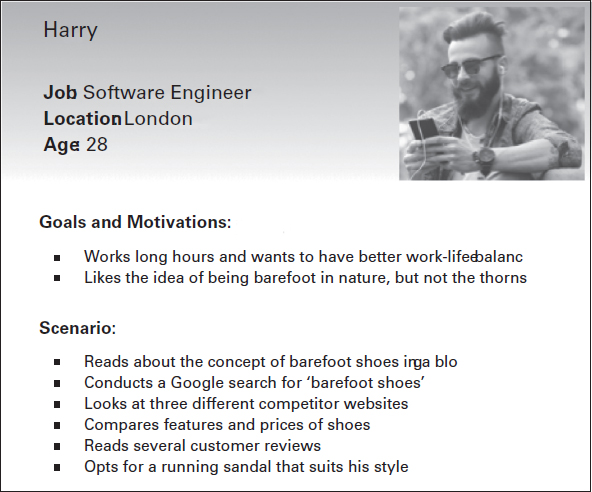 Harry
Job Software Engineer
Location: London
Age: 28
Goals and Motivations:
Works long hours and wants to have better work-life balanc
Likes the idea of being barefoot in nature, but not the thorns
Scenario:
Reads about the concept of barefoot shoes in a blo
Conducts a Google search for ‘barefoot shoes’
Looks at three different competitor websites
Compares features and prices of shoes
Reads several customer reviews
Opts for a running sandal that suits his style